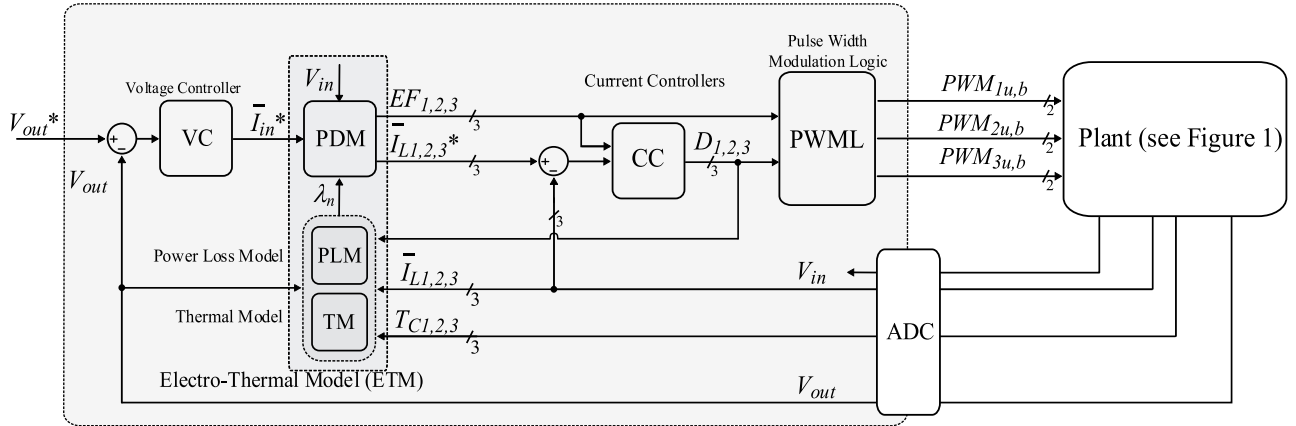 Pulse Width
Modulation Logic
Voltage Controller
Currrent Controllers
V_in
EF_1,2,3
3
PWM_1u,b
2
V_out*
+
−
VC
Ī_in*
PDM
Ī_L1,2,3*
3
+
−
CC
D_1,2,3
3
PWML
PWM_2u,b
2
PWM_3u,b
2
Plant (see Figure 1)
V_out
λ_n
3
Power Loss Model
PLM
Ī_L1,2,3
3
V_in
Thermal Model
TM
T_C1,2,3
3
ADC
Electro-Thermal Model (ETM)
V_out